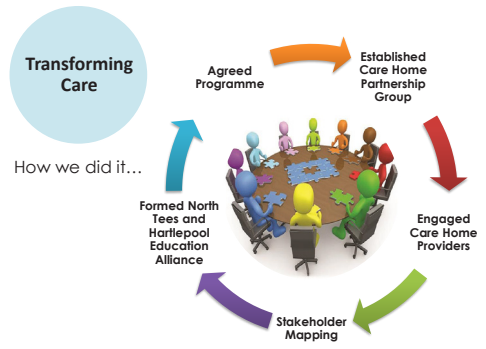 Transforming
Care
How we did it...
Agreed
Programme
Established
Care Home
Partnership
Group
Engaged
Care Home
Providers
Stakeholder
Mapping
Formed North
Tees and
Hartlepool
Education
Alliance